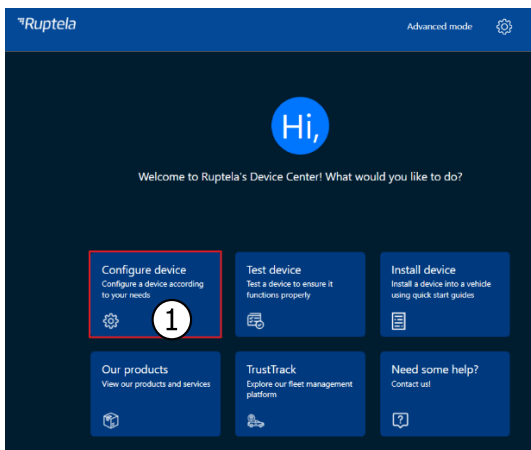 Ruptela
Advanced mode
Hi,
Welcome to Ruptela's Device Center! What would you like to do?
Configure device
Configure a device according
to your needs
1
Test device
Test a device to ensure it
functions properly
Install device
Install a device into a vehicle
using quick start guides
Our products
View our products and services
TrustTrack
Explore our fleet management
platform
Need some help?
Contact us!